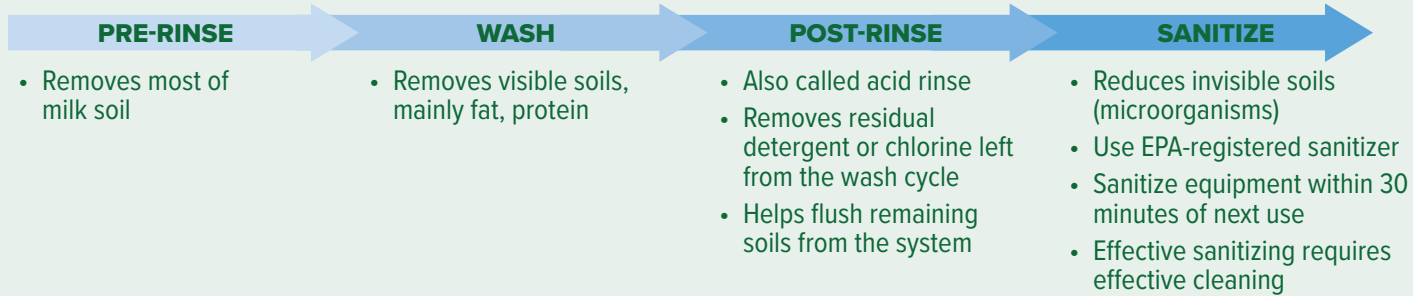 PRE-RINSE
• Removes most of
milk soil
WASH
• Removes visible soils,
mainly fat, protein
POST-RINSE
• Also called acid rinse
• Removes residual
detergent or chlorine left
from the wash cycle
• Helps flush remaining
soils from the system
SANITIZE
• Reduces invisible soils
(microorganisms)
• Use EPA-registered sanitizer
• Sanitize equipment within 30
minutes of next use
• Effective sanitizing requires
effective cleaning